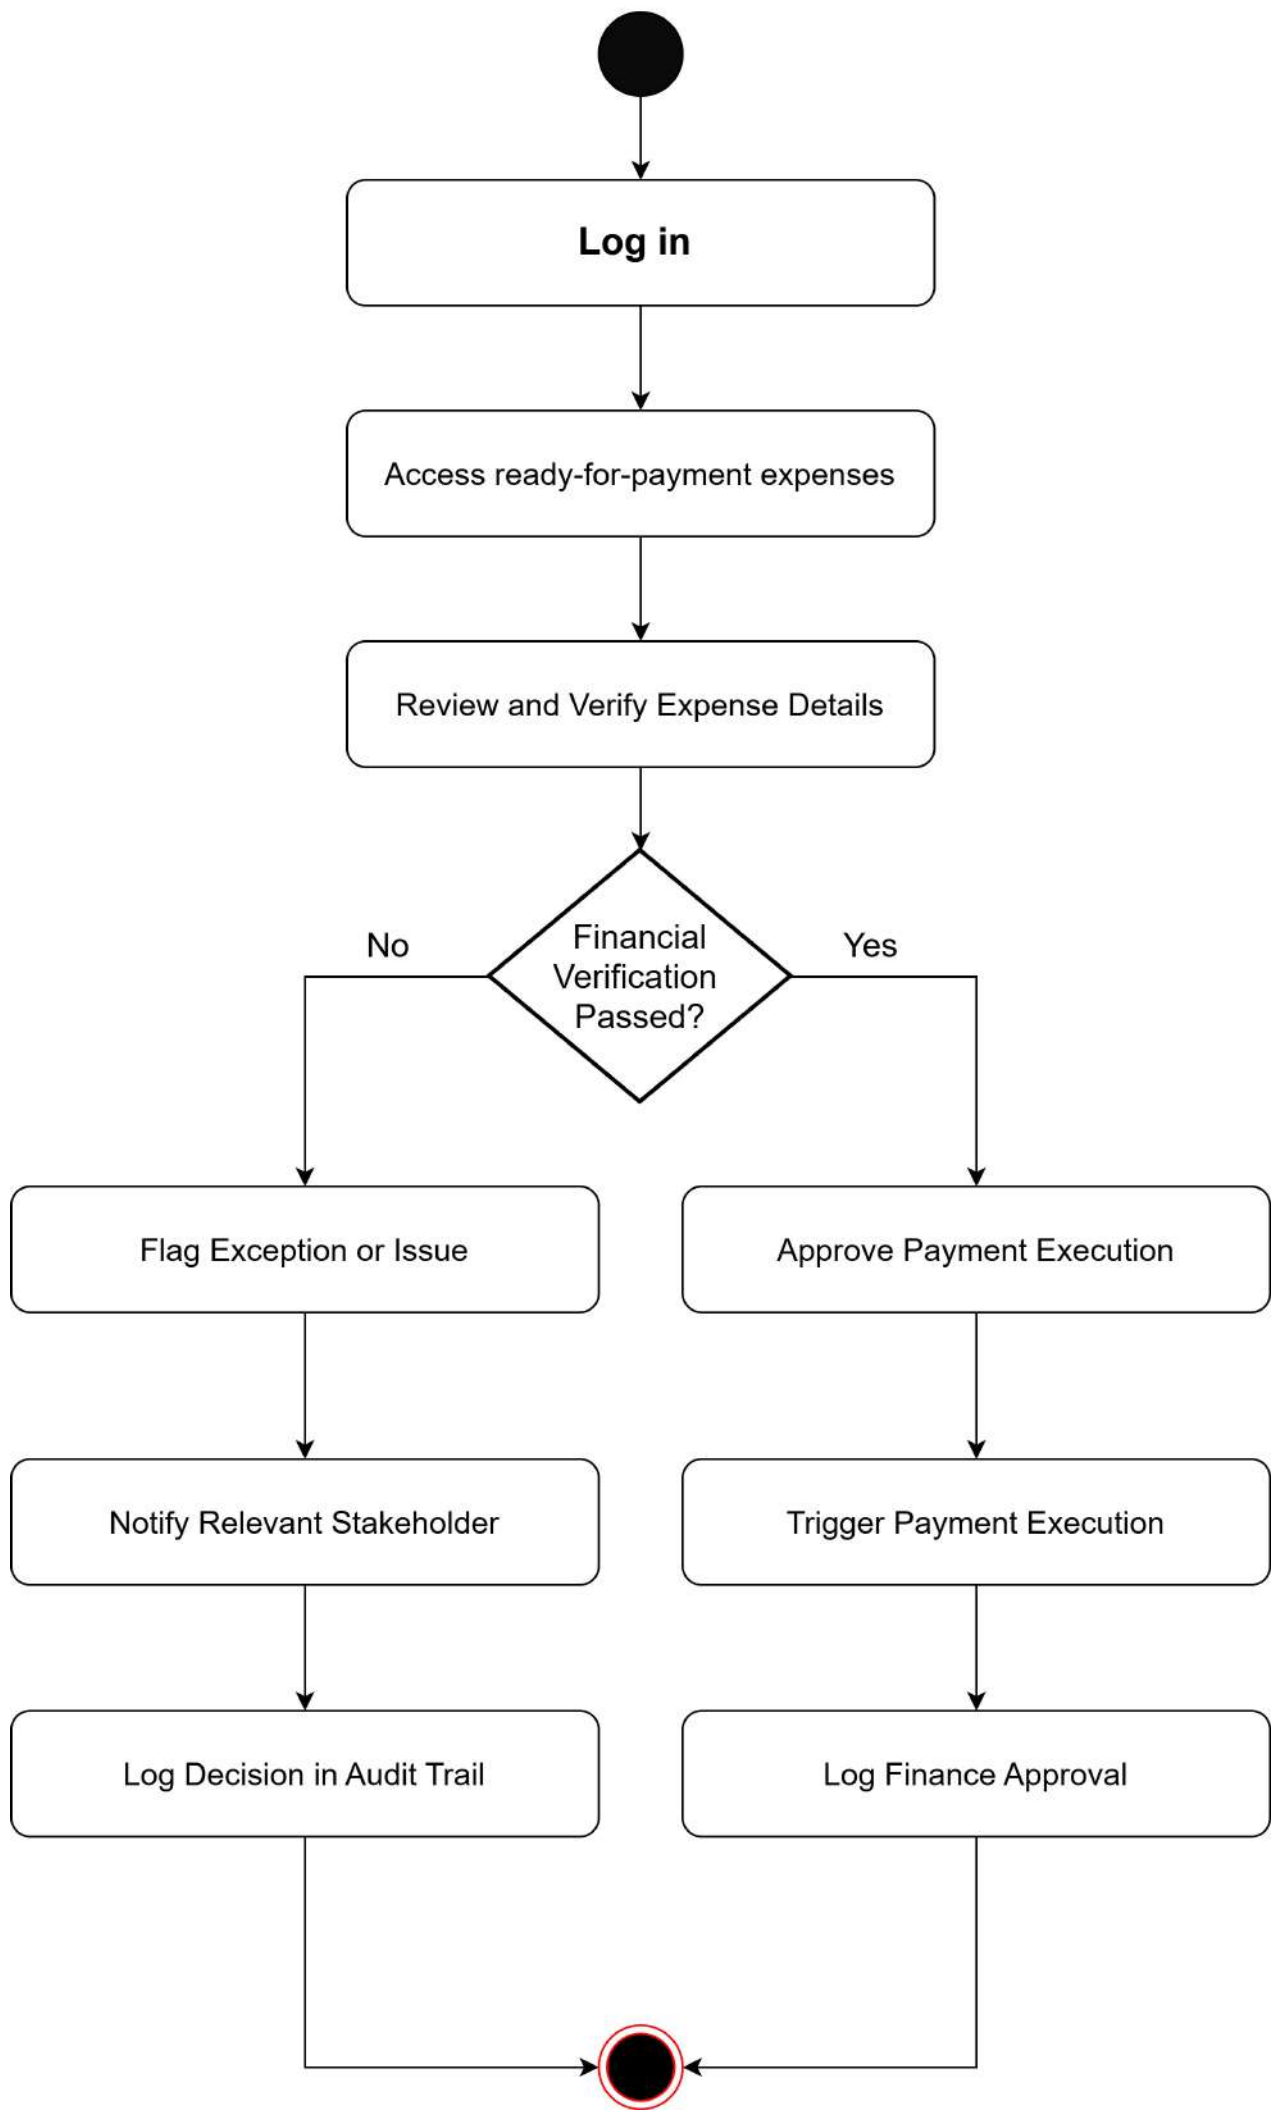 Log in
Access ready-for-payment expenses
Review and Verify Expense Details
Financial
Verification
Passed?
No
Yes
Flag Exception or Issue
Approve Payment Execution
Notify Relevant Stakeholder
Trigger Payment Execution
Log Decision in Audit Trail
Log Finance Approval